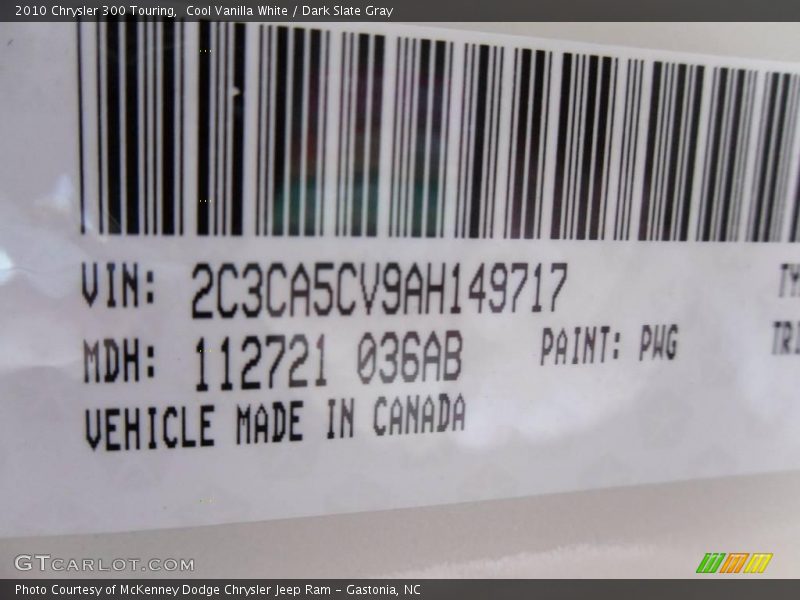 2010 Chrysler 300 Touring, Cool Vanilla White / Dark Slate Gray
VIN: 2C3CA5CV9AH149717
MDH: 112721 036AB PAINT: PWG
VEHICLE MADE IN CANADA
GTCARLOT.COM
Photo Courtesy of McKenney Dodge Chrysler Jeep Ram - Gastonia, NC